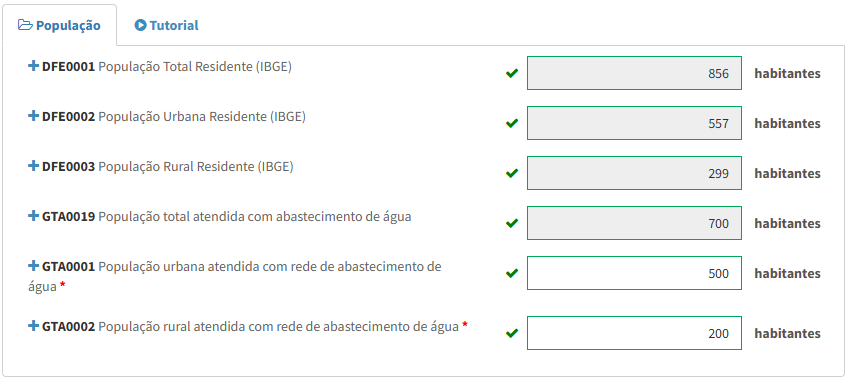 População Tutorial
DFE0001 População Total Residente (IBGE) 856 habitantes
DFE0002 População Urbana Residente (IBGE) 557 habitantes
DFE0003 População Rural Residente (IBGE) 299 habitantes
GTA0019 População total atendida com abastecimento de água 700 habitantes
GTA0001 População urbana atendida com rede de abastecimento de
água * 500 habitantes
GTA0002 População rural atendida com rede de abastecimento de água * 200 habitantes